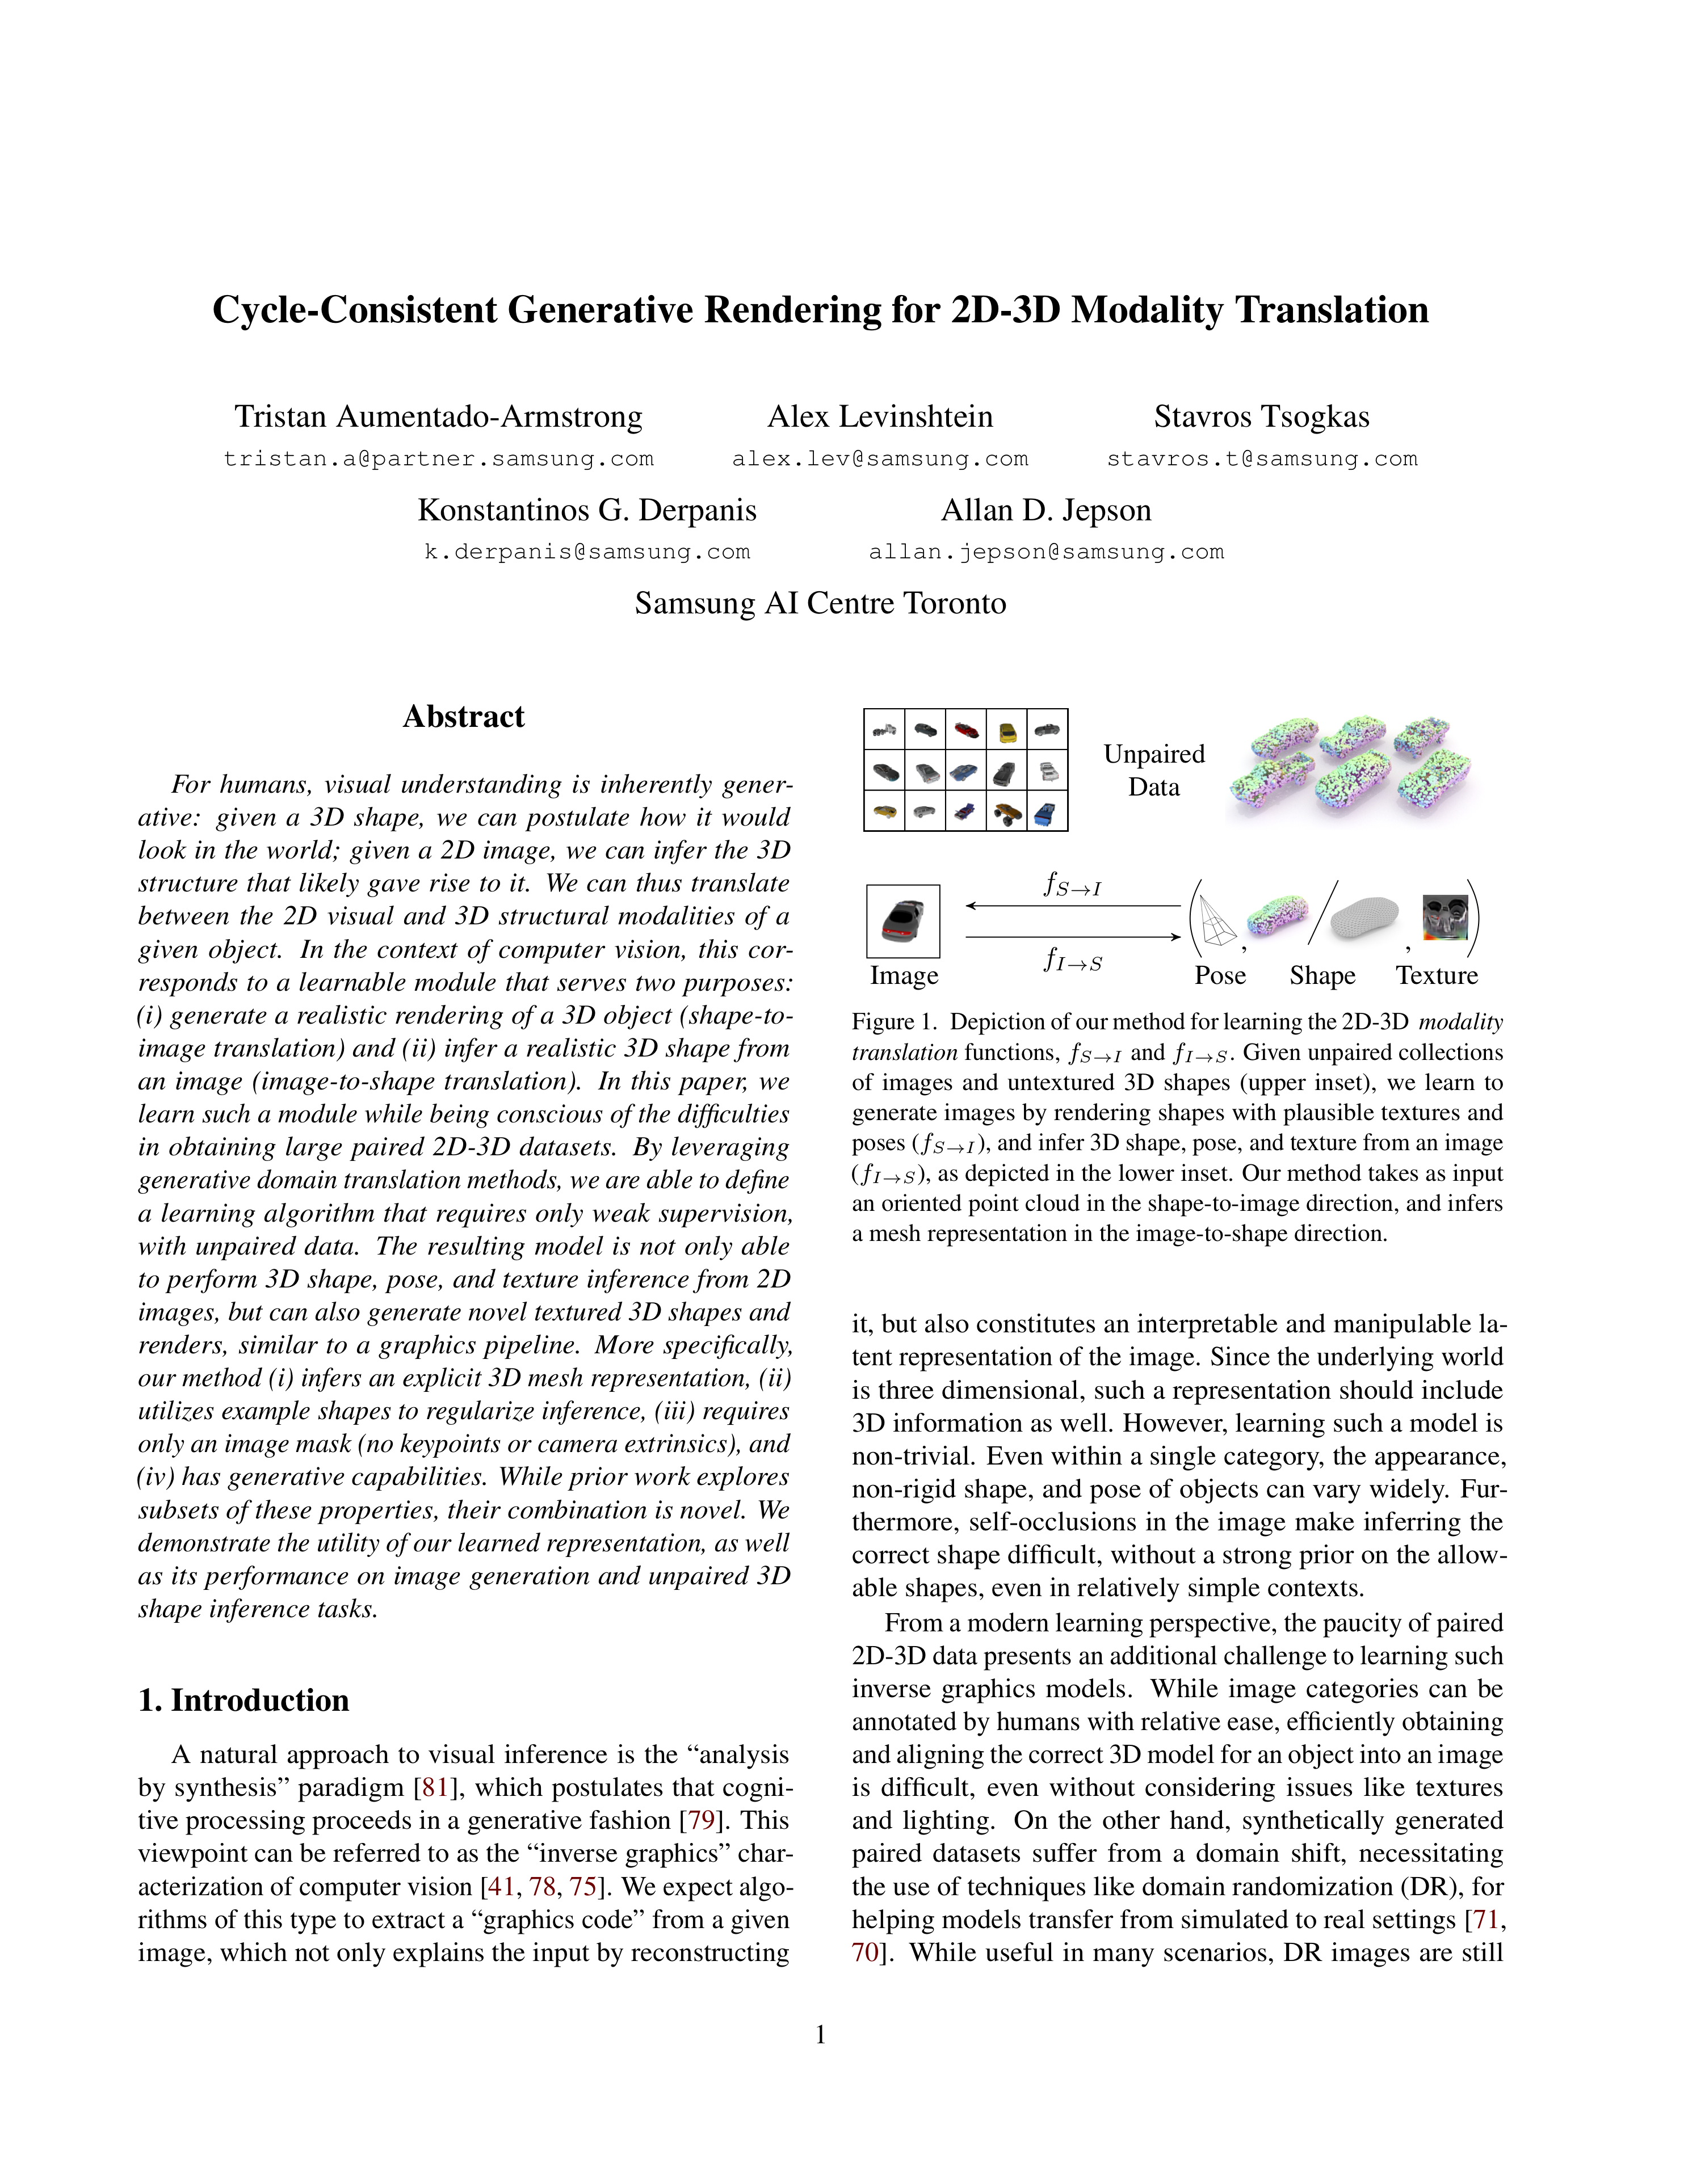 Cycle-Consistent Generative Rendering for 2D-3D Modality Translation
Tristan Aumentado-Armstrong
tristan.a@partner.samsung.com
Alex Levinshtein
alex.lev@samsung.com
Stavros Tsogkas
stavros.t@samsung.com
Konstantinos G. Derpanis
k.derpanis@samsung.com
Allan D. Jepson
allan.jepson@samsung.com
Samsung AI Centre Toronto
Abstract
For humans, visual understanding is inherently gener-
ative: given a 3D shape, we can postulate how it would
look in the world; given a 2D image, we can infer the 3D
structure that likely gave rise to it. We can thus translate
between the 2D visual and 3D structural modalities of a
given object. In the context of computer vision, this cor-
responds to a learnable module that serves two purposes:
(i) generate a realistic rendering of a 3D object (shape-to-
image translation) and (ii) infer a realistic 3D shape from
an image (image-to-shape translation). In this paper, we
learn such a module while being conscious of the difficulties
in obtaining large paired 2D-3D datasets. By leveraging
generative domain translation methods, we are able to define
a learning algorithm that requires only weak supervision,
with unpaired data. The resulting model is not only able
to perform 3D shape, pose, and texture inference from 2D
images, but can also generate novel textured 3D shapes and
renders, similar to a graphics pipeline. More specifically,
our method (i) infers an explicit 3D mesh representation, (ii)
utilizes example shapes to regularize inference, (iii) requires
only an image mask (no keypoints or camera extrinsics), and
(iv) has generative capabilities. While prior work explores
subsets of these properties, their combination is novel. We
demonstrate the utility of our learned representation, as well
as its performance on image generation and unpaired 3D
shape inference tasks.
1. Introduction
A natural approach to visual inference is the “analysis
by synthesis” paradigm [81], which postulates that cogni-
tive processing proceeds in a generative fashion [79]. This
viewpoint can be referred to as the “inverse graphics” char-
acterization of computer vision [41, 78, 75]. We expect algo-
rithms of this type to extract a “graphics code” from a given
image, which not only explains the input by reconstructing
Unpaired
Data
f_{S→I}
f_{I→S}
( , / , )
Image
Pose
Shape
Texture
Figure 1. Depiction of our method for learning the 2D-3D modality
translation functions, f_{S→I} and f_{I→S}. Given unpaired collections
of images and untextured 3D shapes (upper inset), we learn to
generate images by rendering shapes with plausible textures and
poses (f_{S→I}), and infer 3D shape, pose, and texture from an image
(f_{I→S}), as depicted in the lower inset. Our method takes as input
an oriented point cloud in the shape-to-image direction, and infers
a mesh representation in the image-to-shape direction.
it, but also constitutes an interpretable and manipulable la-
tent representation of the image. Since the underlying world
is three dimensional, such a representation should include
3D information as well. However, learning such a model is
non-trivial. Even within a single category, the appearance,
non-rigid shape, and pose of objects can vary widely. Fur-
thermore, self-occlusions in the image make inferring the
correct shape difficult, without a strong prior on the allow-
able shapes, even in relatively simple contexts.
From a modern learning perspective, the paucity of paired
2D-3D data presents an additional challenge to learning such
inverse graphics models. While image categories can be
annotated by humans with relative ease, efficiently obtaining
and aligning the correct 3D model for an object into an image
is difficult, even without considering issues like textures
and lighting. On the other hand, synthetically generated
paired datasets suffer from a domain shift, necessitating
the use of techniques like domain randomization (DR), for
helping models transfer from simulated to real settings [71,
70]. While useful in many scenarios, DR images are still
1